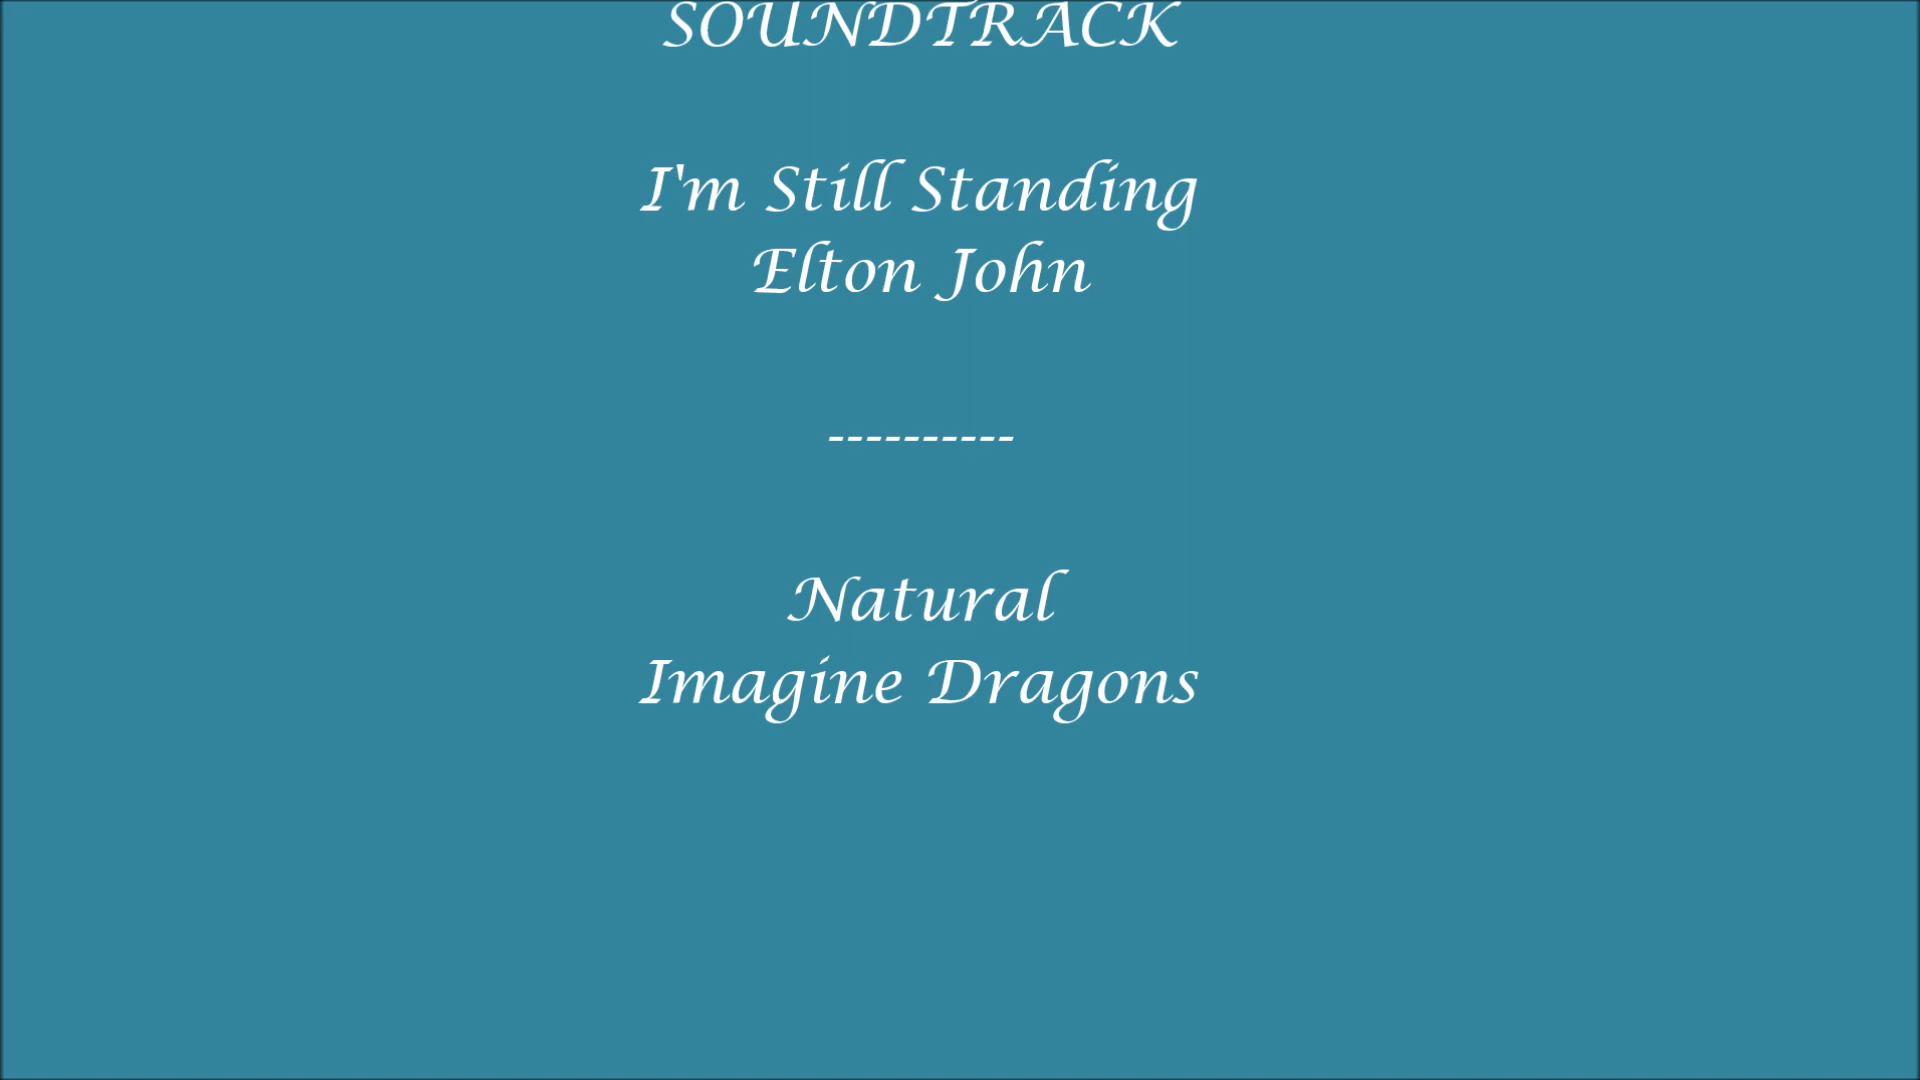 SOUNDTRACK
I'm Still Standing
Elton John
----------
Natural
Imagine Dragons